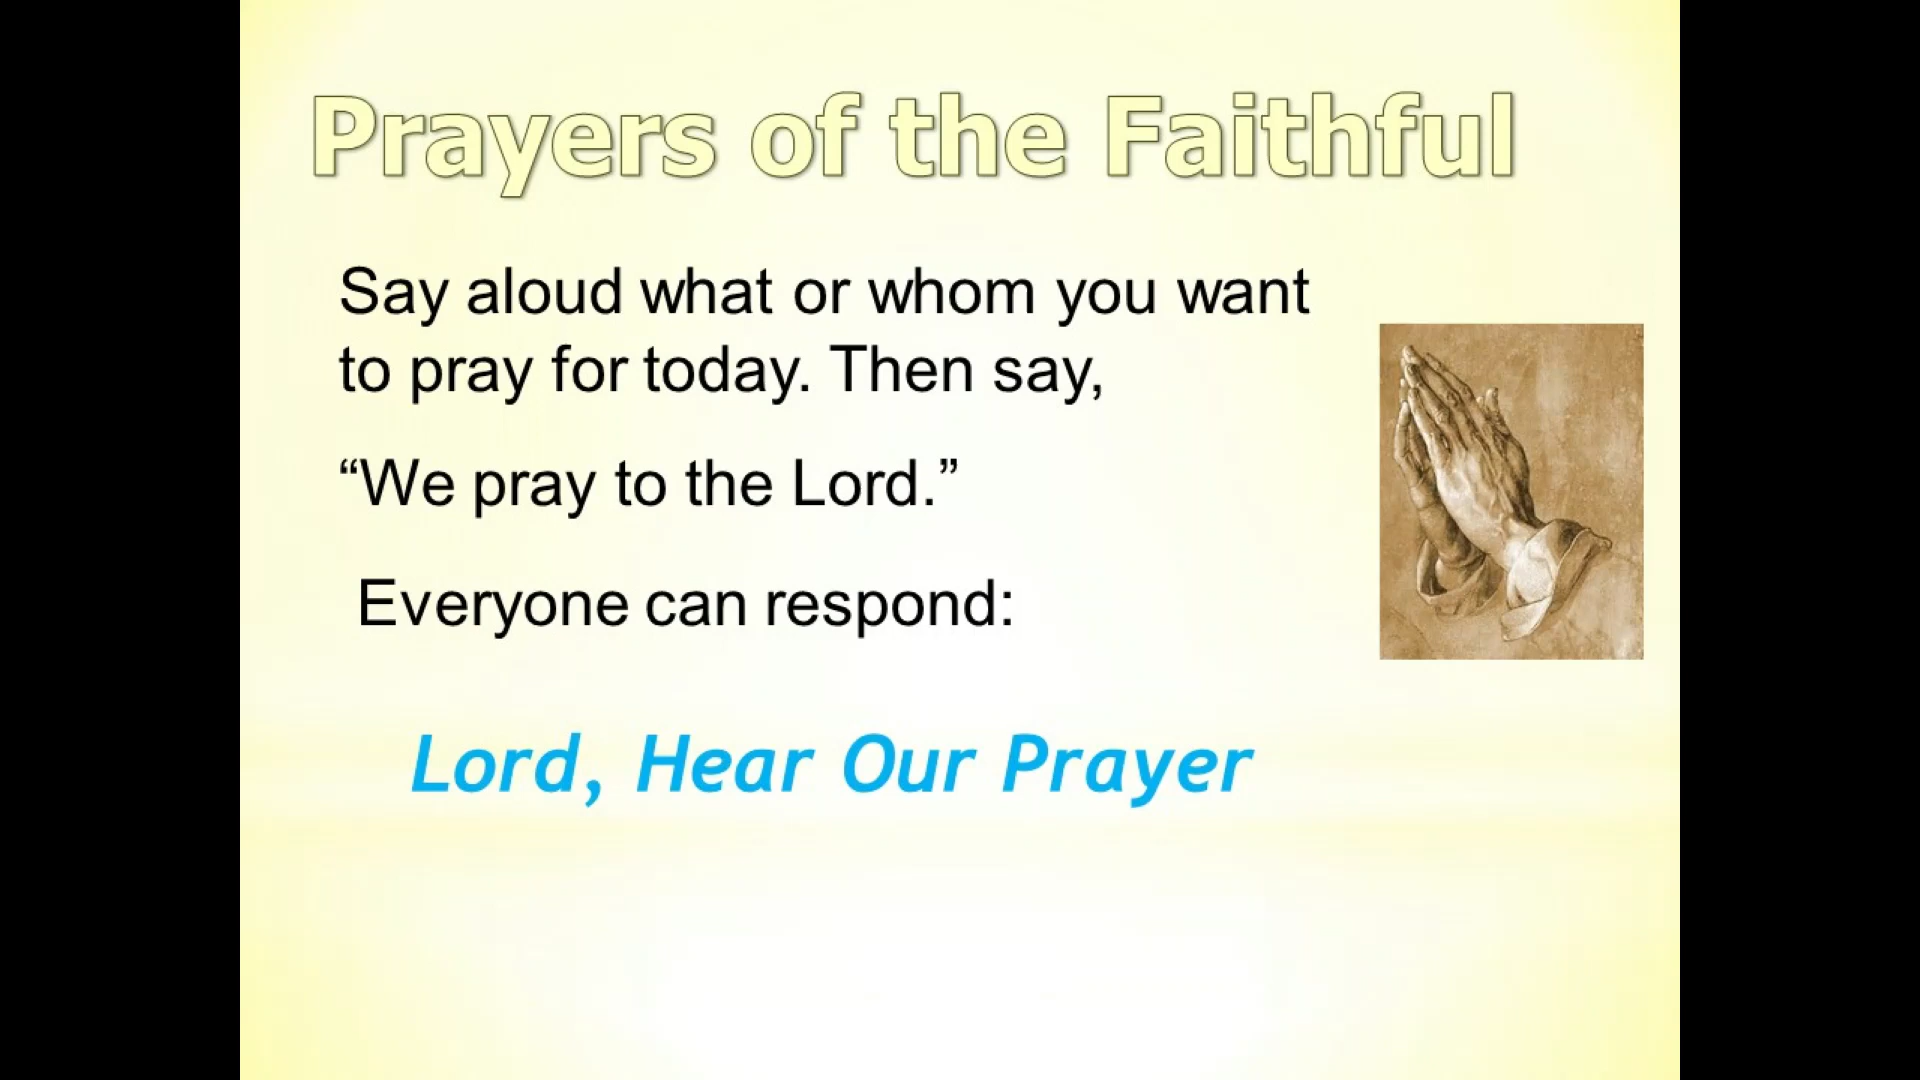 Prayers of the Faithful
Say aloud what or whom you want
to pray for today. Then say,
“We pray to the Lord.”
Everyone can respond:
Lord, Hear Our Prayer